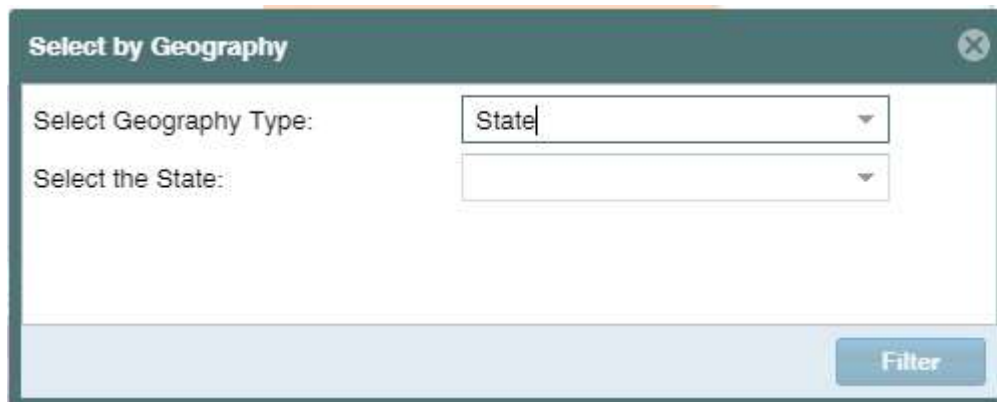 Select by Geography
Select Geography Type: State
Select the State:
Filter